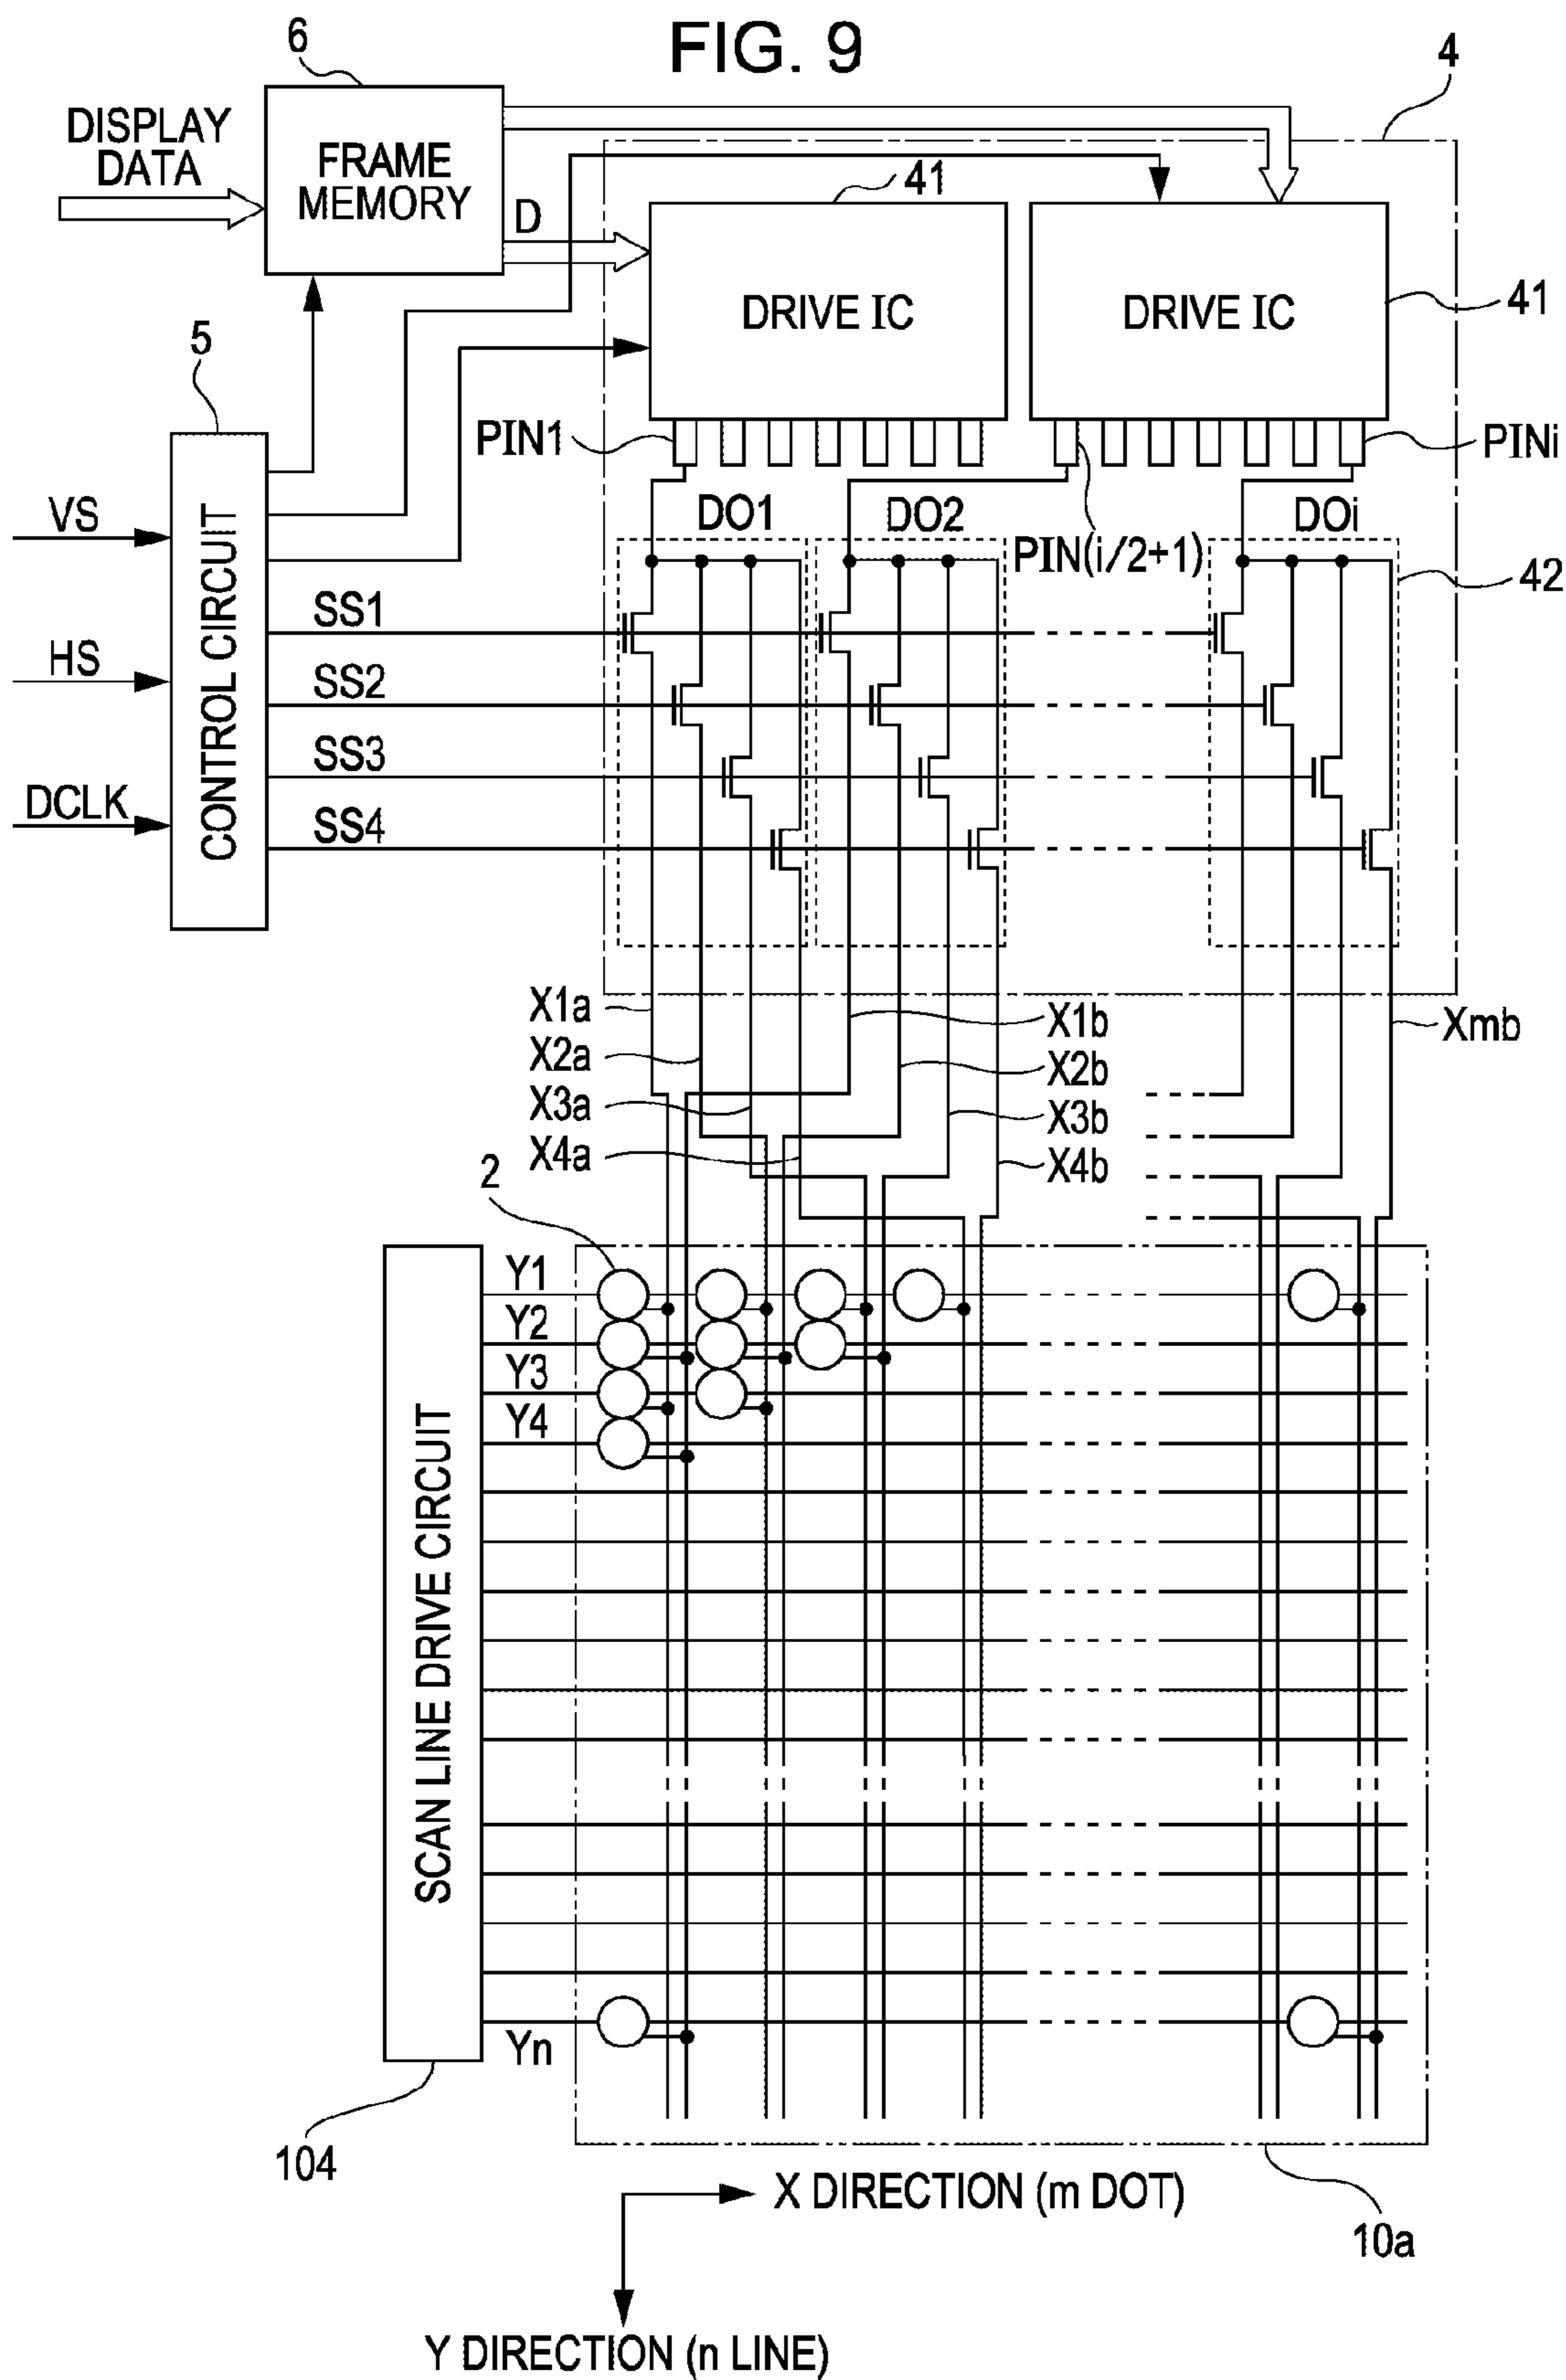 FIG. 9
6
4
DISPLAY
DATA
FRAME
MEMORY
D
41
DRIVE IC
DRIVE IC
41
5
PIN1
PINi
VS
DO1
DO2
PIN(i/2+1)
DOi
42
HS
DCLK
CONTROL CIRCUIT
SS1
SS2
SS3
SS4
X1a
X2a
X3a
X4a
X1b
X2b
X3b
X4b
Xmb
2
Y1
Y2
Y3
Y4
SCAN LINE DRIVE CIRCUIT
Yn
104
X DIRECTION (m DOT)
10a
Y DIRECTION (n LINE)